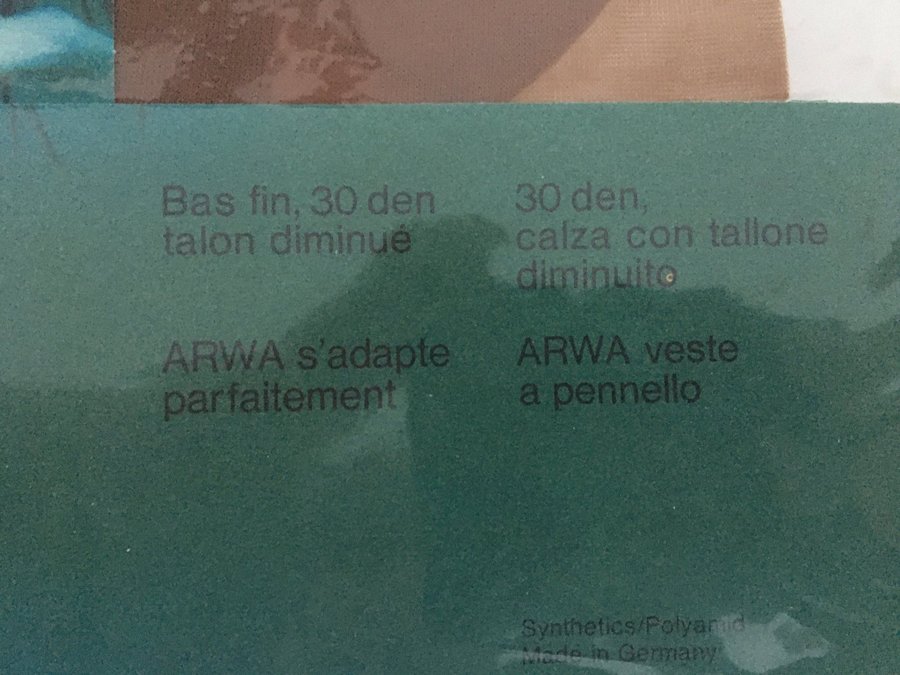 Bas fin, 30 den
talon diminué
ARWA s'adapte
parfaitement
30 den,
calza con tallone
diminuito
ARWA veste
a pennello
Synthetics/Polyamid
Made in Germany